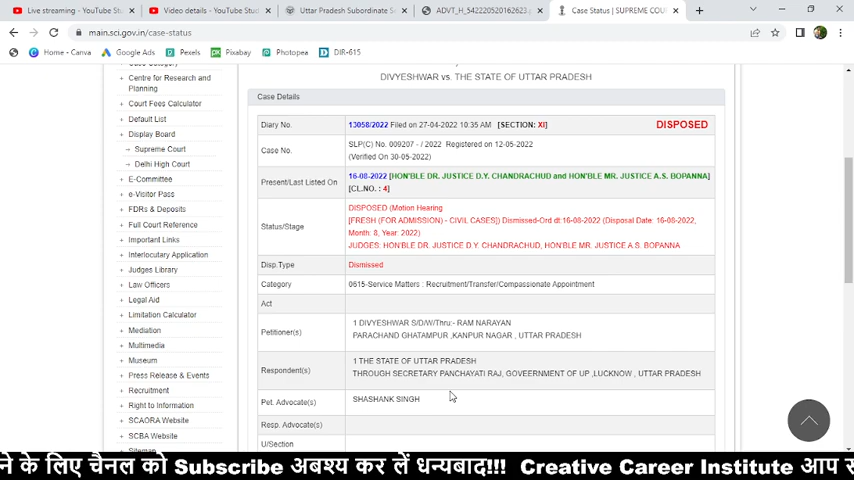 Live streaming - YouTube Stu
Video details - YouTube Stud
Uttar Pradesh Subordinate S
ADVT_H_542220520162623.p
Case Status | SUPREME COU
main.sci.gov.in/case-status
Home - Canva
Google Ads
Pexels
Pixabay
Photopea
DIR-615
Centre for Research and
Planning
Court Fees Calculator
Default List
Display Board
Supreme Court
Delhi High Court
E-Committee
e-Visitor Pass
FDRs & Deposits
Full Court Reference
Important Links
Interlocutary Application
Judges Library
Law Officers
Legal Aid
Limitation Calculator
Mediation
Multimedia
Museum
Press Release & Events
Recruitment
Right to Information
SCAORA Website
SCBA Website
DIVYESHWAR vs. THE STATE OF UTTAR PRADESH
Case Details
Diary No. 13058/2022 Filed on 27-04-2022 10:35 AM [SECTION: XI] DISPOSED
Case No. SLP(C) No. 009207 - / 2022 Registered on 12-05-2022
(Verified On 30-05-2022)
Present/Last Listed On 16-08-2022 [HON'BLE DR. JUSTICE D.Y. CHANDRACHUD and HON'BLE MR. JUSTICE A.S. BOPANNA]
[CL.NO. : 4]
Status/Stage DISPOSED (Motion Hearing
[FRESH (FOR ADMISSION) - CIVIL CASES]) Dismissed-Ord dt:16-08-2022 (Disposal Date: 16-08-2022,
Month: 8, Year: 2022)
JUDGES: HON'BLE DR. JUSTICE D.Y. CHANDRACHUD, HON'BLE MR. JUSTICE A.S. BOPANNA
Disp.Type Dismissed
Category 0615-Service Matters : Recruitment/Transfer/Compassionate Appointment
Act
Petitioner(s) 1 DIVYESHWAR S/D/W/Thru:- RAM NARAYAN
PARACHAND GHATAMPUR ,KANPUR NAGAR , UTTAR PRADESH
Respondent(s) 1 THE STATE OF UTTAR PRADESH
THROUGH SECRETARY PANCHAYATI RAJ, GOVEERNMENT OF UP ,LUCKNOW , UTTAR PRADESH
Pet. Advocate(s) SHASHANK SINGH
Resp. Advocate(s)
U/Section
ने के लिए चैनल को Subscribe अबश्य कर लें धन्यबाद!!! Creative Career Institute आप स